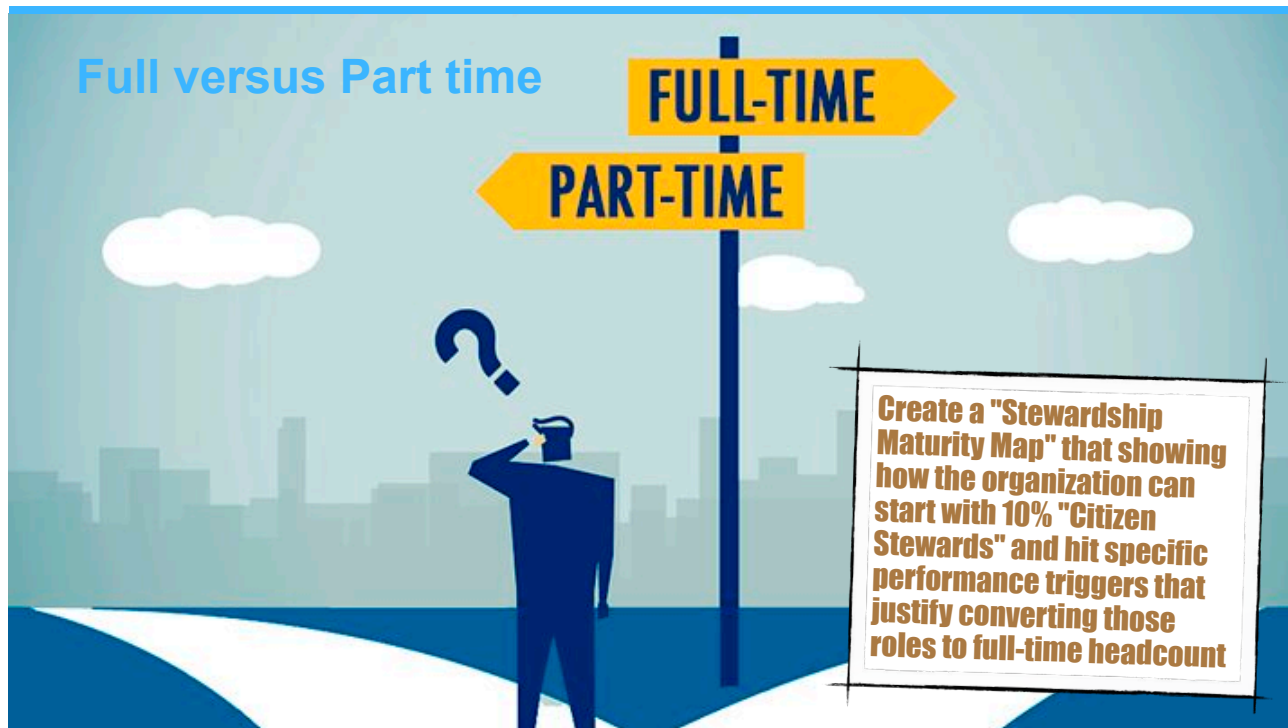 Full versus Part time
FULL-TIME
PART-TIME
?
Create a "Stewardship
Maturity Map" that showing
how the organization can
start with 10% "Citizen
Stewards" and hit specific
performance triggers that
justify converting those
roles to full-time headcount